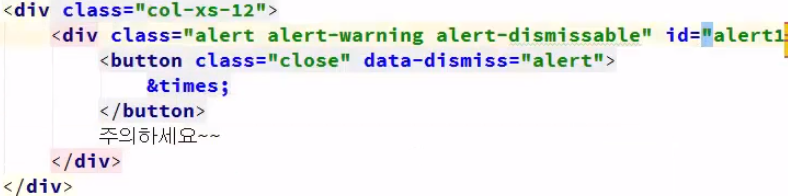 <div class="col-xs-12">
<div class="alert alert-warning alert-dismissable" id="alert1
<button class="close" data-dismiss="alert">
&times;
</button>
주의하세요~~
</div>
</div>